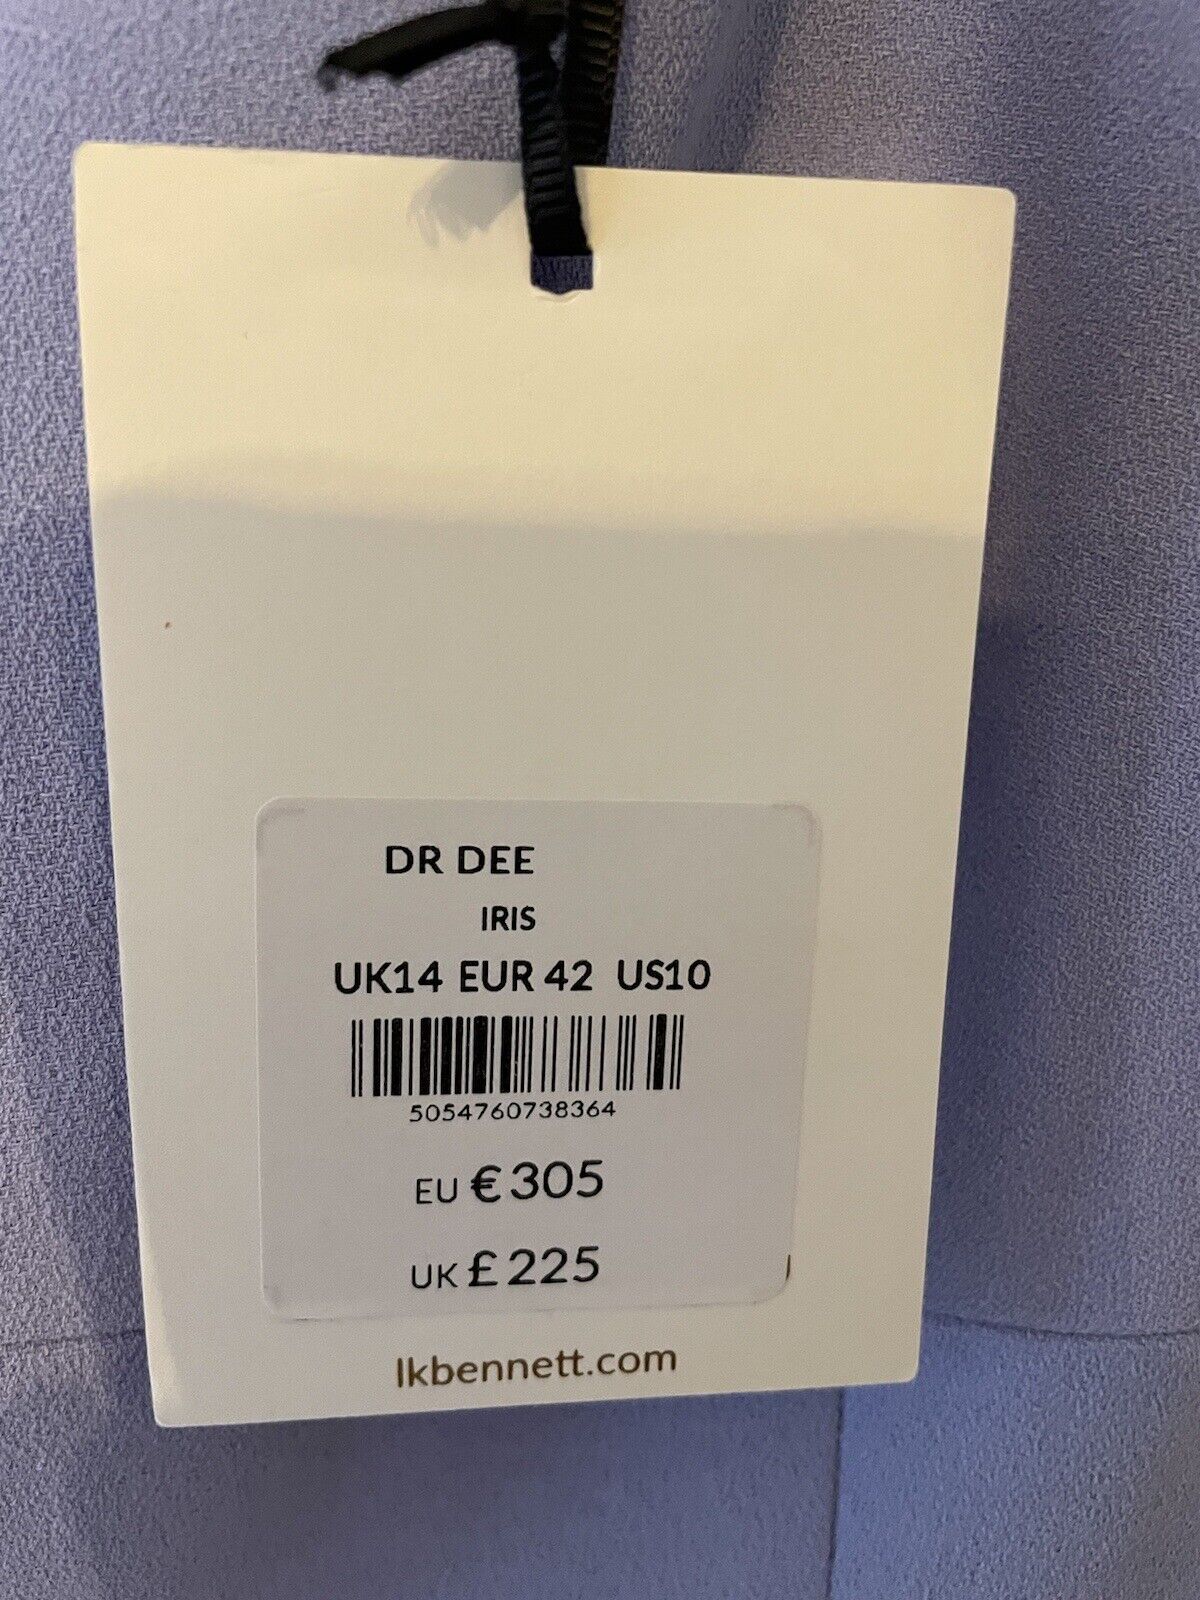 DR DEE
IRIS
UK14 EUR 42 US10
5054760738364
EU €305
UK £225
lkbennett.com